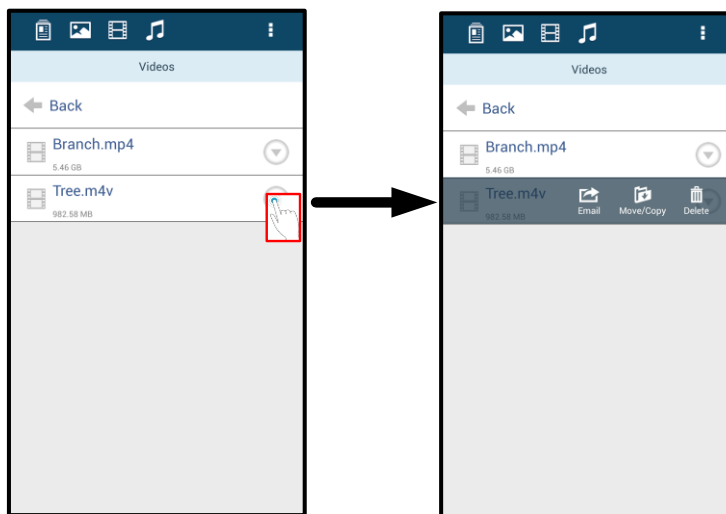 Videos
Back
Branch.mp4
5.46 GB
Tree.m4v
982.58 MB
Videos
Back
Branch.mp4
5.46 GB
Tree.m4v
982.58 MB
Email Move/Copy Delete